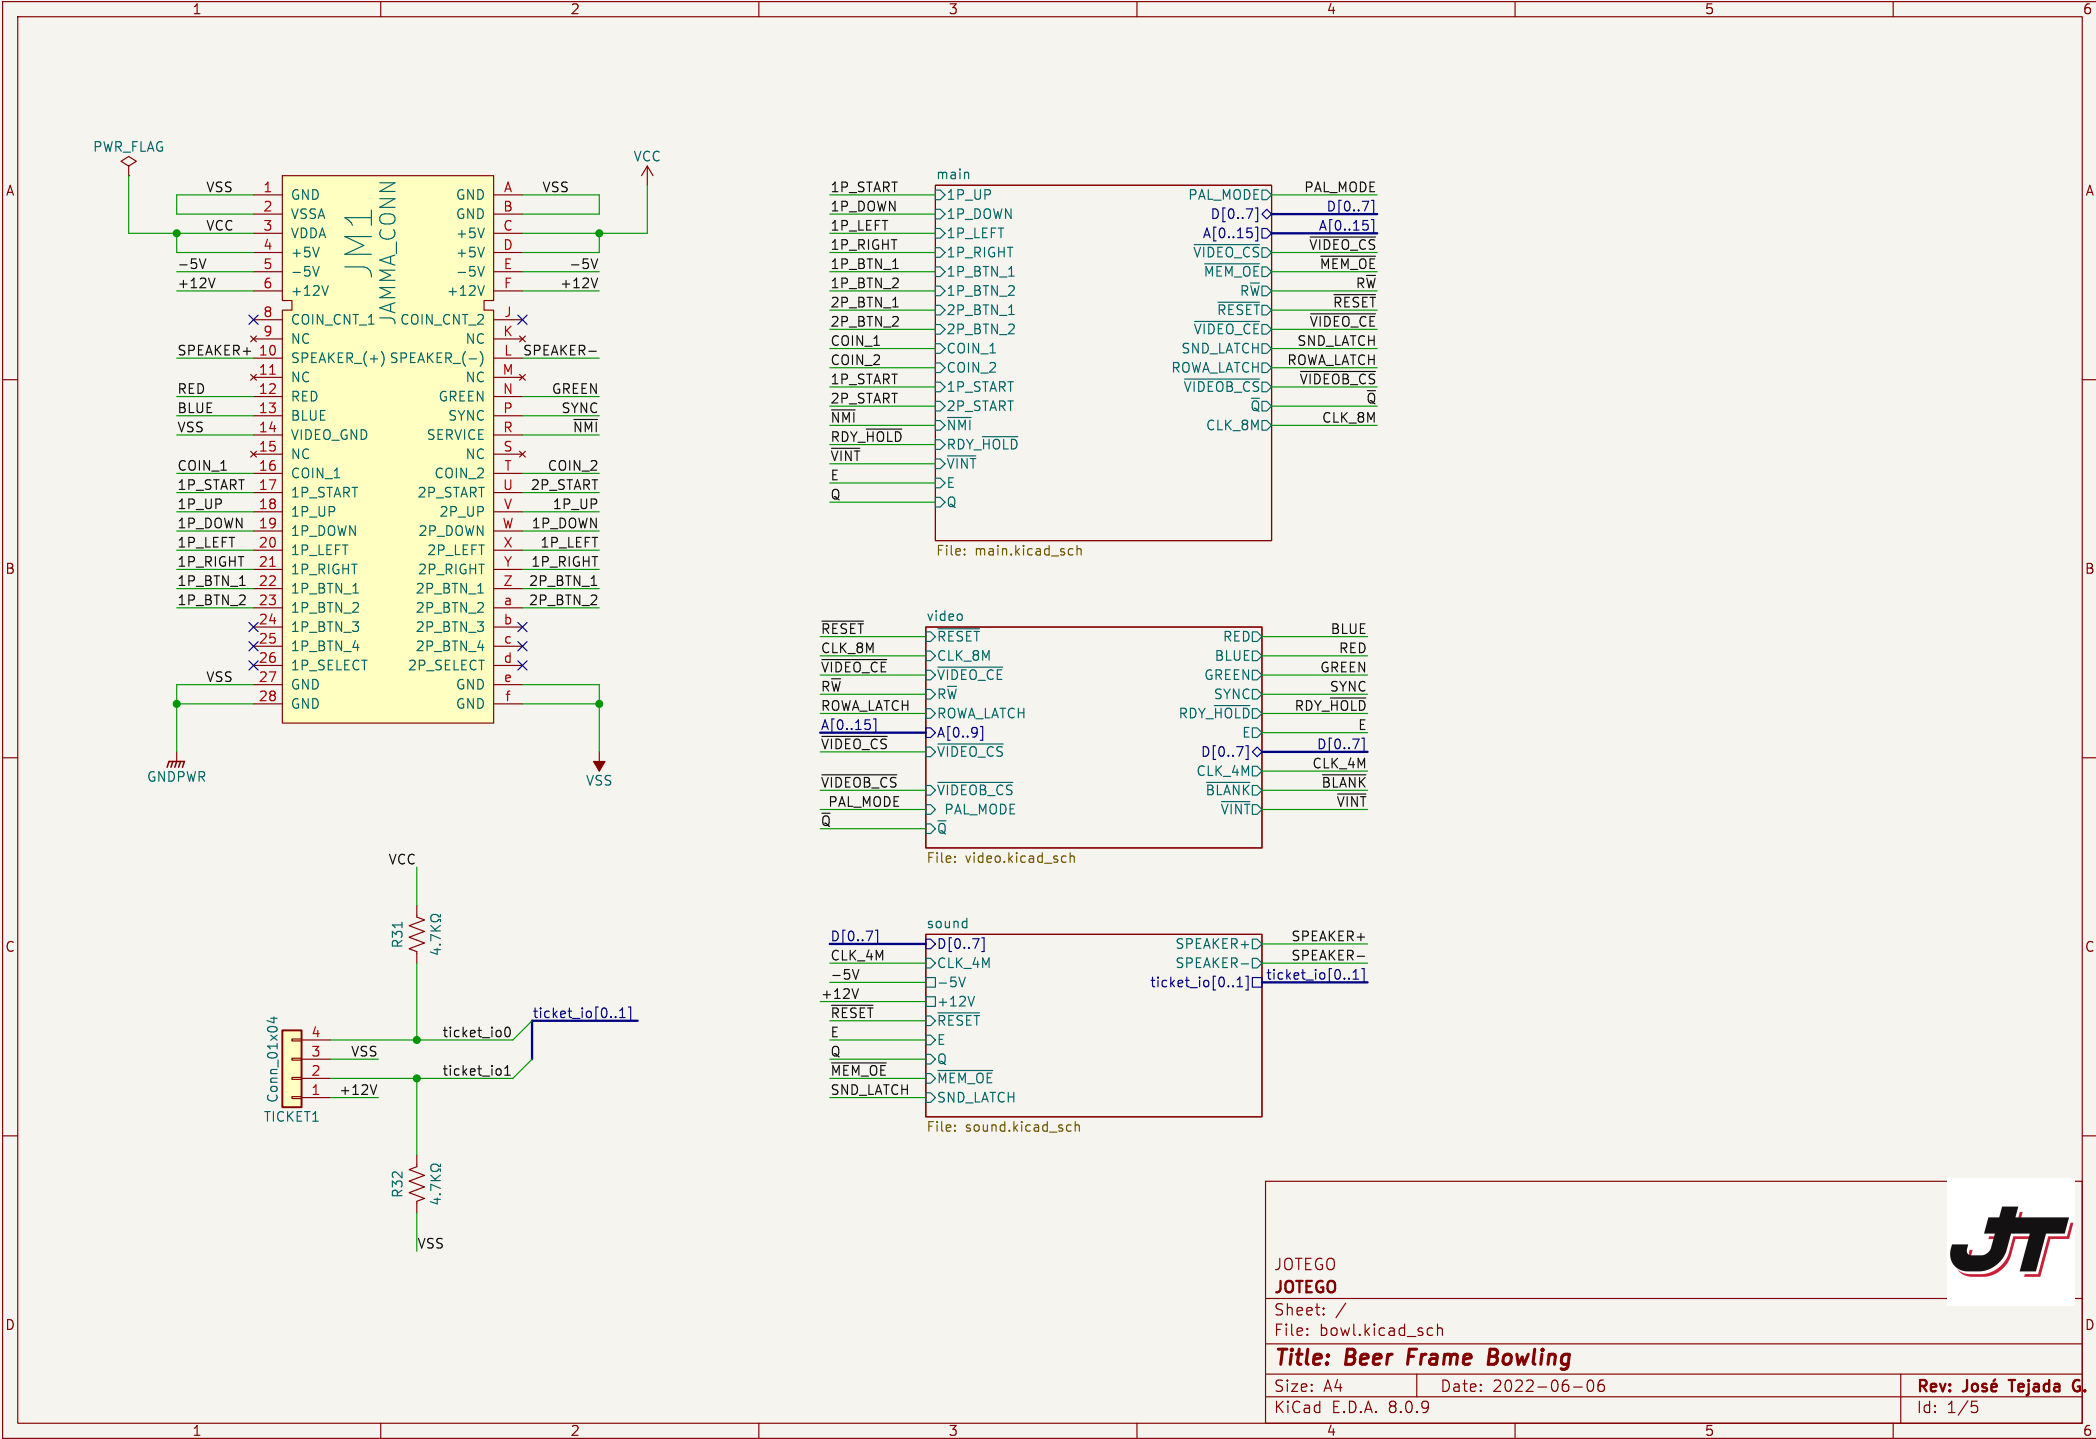 1 2 3 4 5 6
A
B
C
D
A
B
C
D
PWR_FLAG
VCC
JM1
JAMMA_CONN
VSS 1 GND GND A VSS
2 VSSA GND B
VCC 3 VDDA +5V C
4 +5V +5V D
-5V 5 -5V -5V E -5V
+12V 6 +12V +12V F +12V
8 COIN_CNT_1 COIN_CNT_2 J
9 NC NC K
SPEAKER+ 10 SPEAKER_(+) SPEAKER_(-) L SPEAKER-
11 NC NC M
RED 12 RED GREEN N GREEN
BLUE 13 BLUE SYNC P SYNC
VSS 14 VIDEO_GND SERVICE R NMI
15 NC NC S
COIN_1 16 COIN_1 COIN_2 T COIN_2
1P_START 17 1P_START 2P_START U 2P_START
1P_UP 18 1P_UP 2P_UP V 1P_UP
1P_DOWN 19 1P_DOWN 2P_DOWN W 1P_DOWN
1P_LEFT 20 1P_LEFT 2P_LEFT X 1P_LEFT
1P_RIGHT 21 1P_RIGHT 2P_RIGHT Y 1P_RIGHT
1P_BTN_1 22 1P_BTN_1 2P_BTN_1 Z 2P_BTN_1
1P_BTN_2 23 1P_BTN_2 2P_BTN_2 a 2P_BTN_2
24 1P_BTN_3 2P_BTN_3 b
25 1P_BTN_4 2P_BTN_4 c
26 1P_SELECT 2P_SELECT d
VSS 27 GND GND e
28 GND GND f
GNDPWR
VSS
VCC
R31
4.7KΩ
ticket_io[0..1]
Conn_01x04
4 ticket_io0
3 VSS
2 ticket_io1
1 +12V
TICKET1
R32
4.7KΩ
VSS
main
1P_START 1P_UP PAL_MODE PAL_MODE
1P_DOWN 1P_DOWN D[0..7] D[0..7]
1P_LEFT 1P_LEFT A[0..15] A[0..15]
1P_RIGHT 1P_RIGHT VIDEO_CS VIDEO_CS
1P_BTN_1 1P_BTN_1 MEM_OE MEM_OE
1P_BTN_2 1P_BTN_2 RW RW
2P_BTN_1 2P_BTN_1 RESET RESET
2P_BTN_2 2P_BTN_2 VIDEO_CE VIDEO_CE
COIN_1 COIN_1 SND_LATCH SND_LATCH
COIN_2 COIN_2 ROWA_LATCH ROWA_LATCH
1P_START 1P_START VIDEOB_CS VIDEOB_CS
2P_START 2P_START Q Q
NMI NMI CLK_8M CLK_8M
RDY_HOLD RDY_HOLD
VINT VINT
E E
Q Q
File: main.kicad_sch
video
RESET RESET RED BLUE
CLK_8M CLK_8M BLUE RED
VIDEO_CE VIDEO_CE GREEN GREEN
RW RW SYNC SYNC
ROWA_LATCH ROWA_LATCH RDY_HOLD RDY_HOLD
A[0..15] A[0..9] E E
VIDEO_CS VIDEO_CS D[0..7] D[0..7]
CLK_4M CLK_4M
VIDEOB_CS VIDEOB_CS BLANK BLANK
PAL_MODE PAL_MODE VINT VINT
Q Q
File: video.kicad_sch
sound
D[0..7] D[0..7] SPEAKER+ SPEAKER+
CLK_4M CLK_4M SPEAKER- SPEAKER-
-5V -5V ticket_io[0..1] ticket_io[0..1]
+12V +12V
RESET RESET
E E
Q Q
MEM_OE MEM_OE
SND_LATCH SND_LATCH
File: sound.kicad_sch
JT
JOTEGO
JOTEGO
Sheet: /
File: bowl.kicad_sch
Title: Beer Frame Bowling
Size: A4 Date: 2022-06-06 Rev: José Tejada G.
KiCad E.D.A. 8.0.9 Id: 1/5
1 2 3 4 5 6